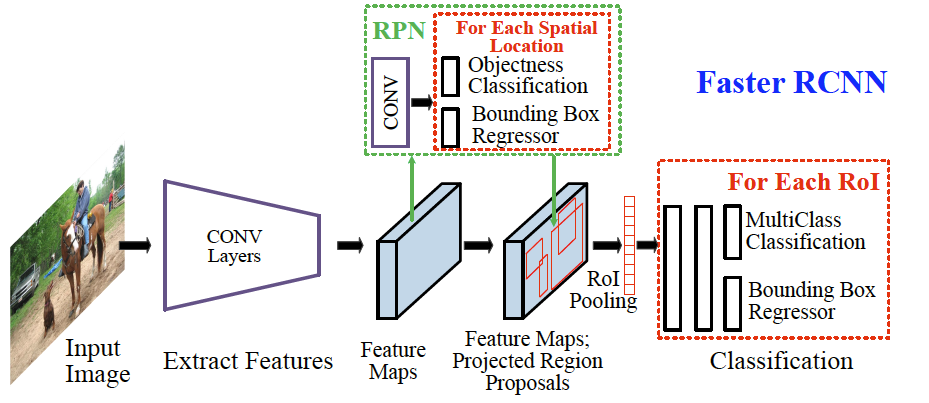 RPN
For Each Spatial
Location
CONV
Objectness
Classification
Bounding Box
Regressor
Faster RCNN
CONV
Layers
For Each RoI
MultiClass
Classification
Bounding Box
Regressor
RoI
Pooling
Input
Image
Extract Features
Feature
Maps
Feature Maps;
Projected Region
Proposals
Classification